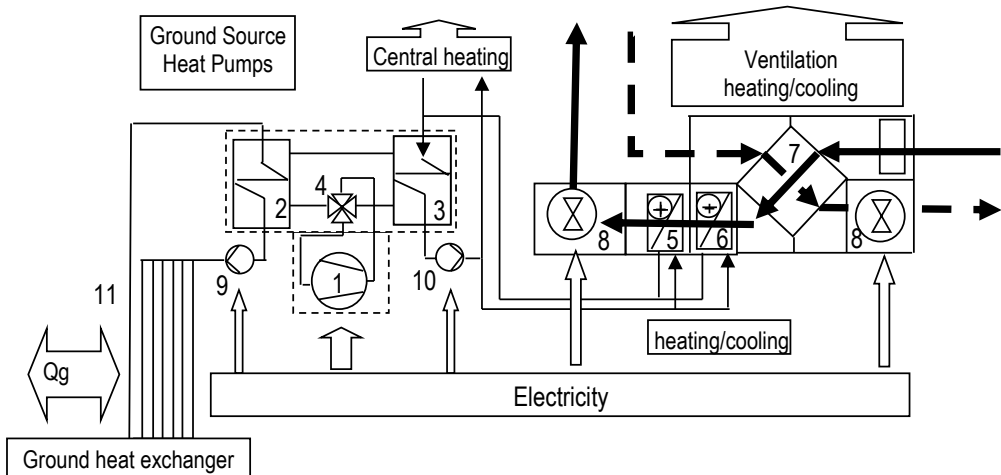 Ground Source
Heat Pumps
Central heating
Ventilation
heating/cooling
7
4
2
3
8
5
6
8
9
1
10
11
heating/cooling
Qg
Electricity
Ground heat exchanger